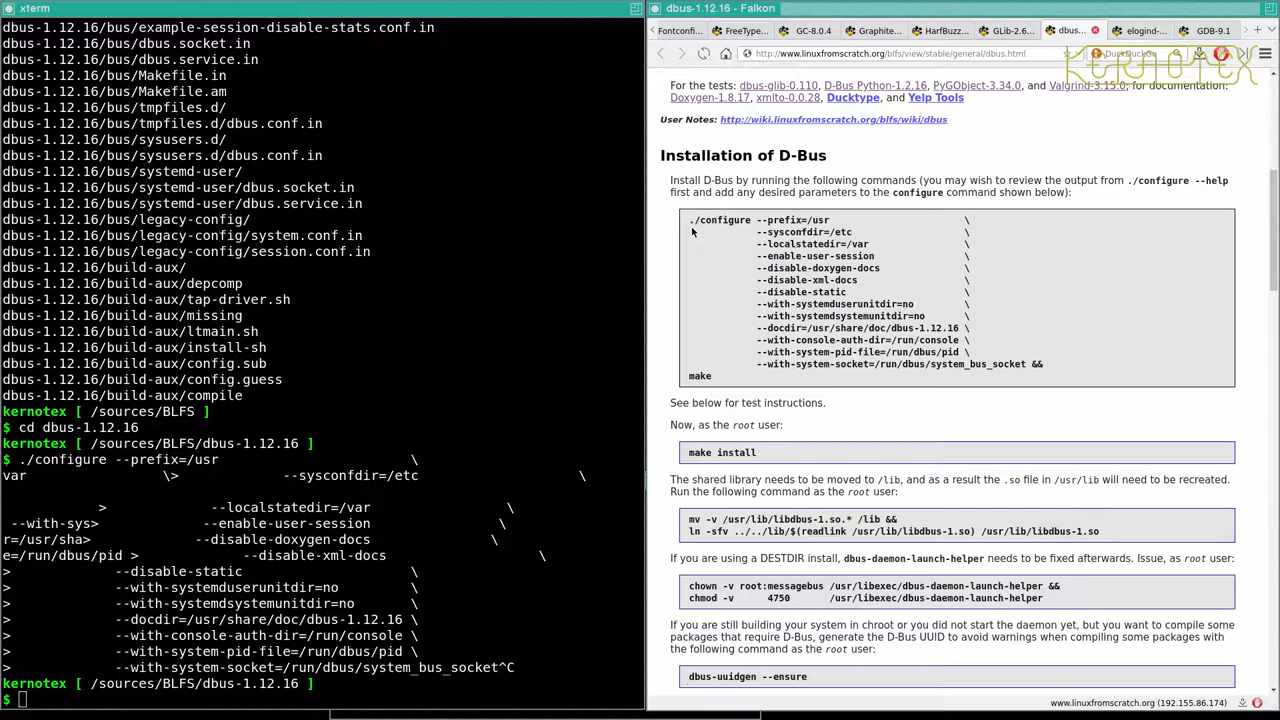 xterm
dbus-1.12.16/bus/example-session-disable-stats.conf.in
dbus-1.12.16/bus/dbus.socket.in
dbus-1.12.16/bus/dbus.service.in
dbus-1.12.16/bus/Makefile.in
dbus-1.12.16/bus/Makefile.am
dbus-1.12.16/bus/tmpfiles.d/
dbus-1.12.16/bus/tmpfiles.d/dbus.conf.in
dbus-1.12.16/bus/sysusers.d/
dbus-1.12.16/bus/sysusers.d/dbus.conf.in
dbus-1.12.16/bus/systemd-user/
dbus-1.12.16/bus/systemd-user/dbus.socket.in
dbus-1.12.16/bus/systemd-user/dbus.service.in
dbus-1.12.16/bus/legacy-config/
dbus-1.12.16/bus/legacy-config/system.conf.in
dbus-1.12.16/bus/legacy-config/session.conf.in
dbus-1.12.16/build-aux/
dbus-1.12.16/build-aux/depcomp
dbus-1.12.16/build-aux/tap-driver.sh
dbus-1.12.16/build-aux/missing
dbus-1.12.16/build-aux/ltmain.sh
dbus-1.12.16/build-aux/install-sh
dbus-1.12.16/build-aux/config.sub
dbus-1.12.16/build-aux/config.guess
dbus-1.12.16/build-aux/compile
kernotex [ /sources/BLFS ]
$ cd dbus-1.12.16
kernotex [ /sources/BLFS/dbus-1.12.16 ]
$ ./configure --prefix=/usr \
var \> --sysconfdir=/etc \
> --localstatedir=/var \
--with-sys> --enable-user-session \
r=/usr/sha> --disable-doxygen-docs \
e=/run/dbus/pid > --disable-xml-docs \
> --disable-static \
> --with-systemduserunitdir=no \
> --with-systemdsystemunitdir=no \
> --docdir=/usr/share/doc/dbus-1.12.16 \
> --with-console-auth-dir=/run/console \
> --with-system-pid-file=/run/dbus/pid \
> --with-system-socket=/run/dbus/system_bus_socket^C
kernotex [ /sources/BLFS/dbus-1.12.16 ]
$
dbus-1.12.16 - Falkon
Fontconfi... FreeType... GC-8.0.4 Graphite... HarfBuzz... GLib-2.6... dbus... elogind-... GDB-9.1
http://www.linuxfromscratch.org/blfs/view/stable/general/dbus.html DuckDuckGo
KERNOTEX
For the tests: dbus-glib-0.110, D-Bus Python-1.2.16, PyGObject-3.34.0, and Valgrind-3.15.0; for documentation:
Doxygen-1.8.17, xmlto-0.0.28, Ducktype, and Yelp Tools
User Notes: http://wiki.linuxfromscratch.org/blfs/wiki/dbus
Installation of D-Bus
Install D-Bus by running the following commands (you may wish to review the output from ./configure --help
first and add any desired parameters to the configure command shown below):
./configure --prefix=/usr \
--sysconfdir=/etc \
--localstatedir=/var \
--enable-user-session \
--disable-doxygen-docs \
--disable-xml-docs \
--disable-static \
--with-systemduserunitdir=no \
--with-systemdsystemunitdir=no \
--docdir=/usr/share/doc/dbus-1.12.16 \
--with-console-auth-dir=/run/console \
--with-system-pid-file=/run/dbus/pid \
--with-system-socket=/run/dbus/system_bus_socket &&
make
See below for test instructions.
Now, as the root user:
make install
The shared library needs to be moved to /lib, and as a result the .so file in /usr/lib will need to be recreated.
Run the following command as the root user:
mv -v /usr/lib/libdbus-1.so.* /lib &&
ln -sfv ../../lib/$(readlink /usr/lib/libdbus-1.so) /usr/lib/libdbus-1.so
If you are using a DESTDIR install, dbus-daemon-launch-helper needs to be fixed afterwards. Issue, as root user:
chown -v root:messagebus /usr/libexec/dbus-daemon-launch-helper &&
chmod -v 4750 /usr/libexec/dbus-daemon-launch-helper
If you are still building your system in chroot or you did not start the daemon yet, but you want to compile some
packages that require D-Bus, generate the D-Bus UUID to avoid warnings when compiling some packages with
the following command as the root user:
dbus-uuidgen --ensure
www.linuxfromscratch.org (192.155.86.174)